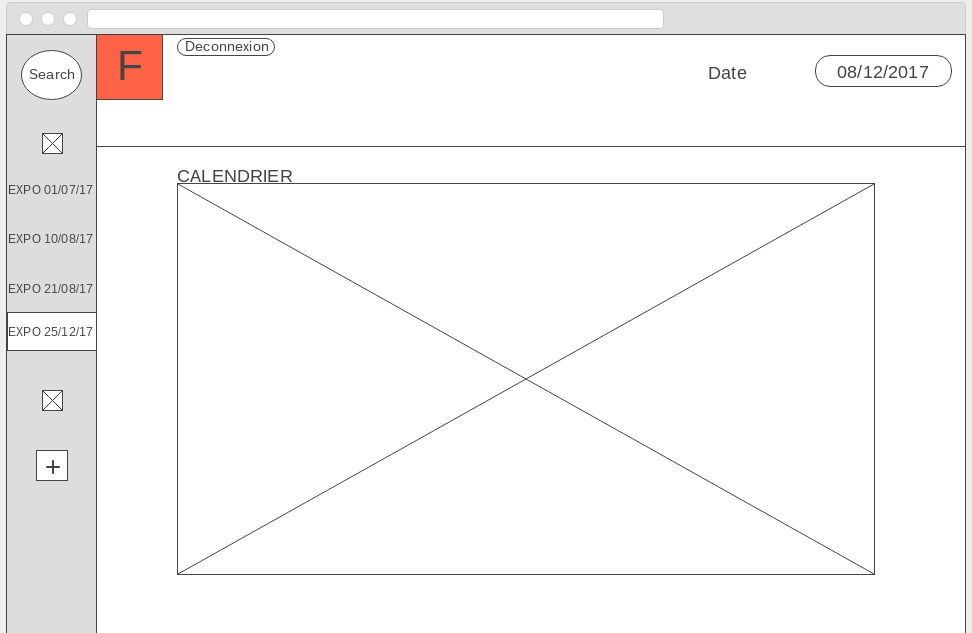 Search
F
Deconnexion
Date
08/12/2017
EXPO 01/07/17
EXPO 10/08/17
EXPO 21/08/17
EXPO 25/12/17
+
CALENDRIER